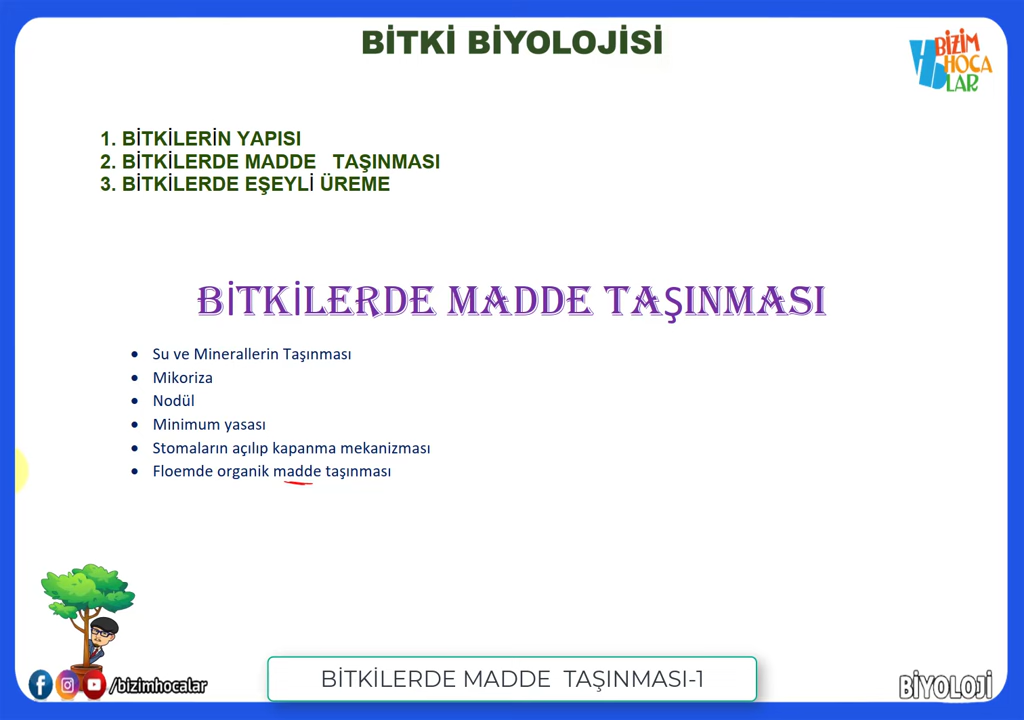 BİTKİ BİYOLOJİSİ
BİZİM
HOCA
LAR
1. BİTKİLERİN YAPISI
2. BİTKİLERDE MADDE TAŞINMASI
3. BİTKİLERDE EŞEYLİ ÜREME
BİTKİLERDE MADDE TAŞINMASI
• Su ve Minerallerin Taşınması
• Mikoriza
• Nodül
• Minimum yasası
• Stomaların açılıp kapanma mekanizması
• Floemde organik madde taşınması
/bizimhocalar
BİTKİLERDE MADDE TAŞINMASI-1
BİYOLOJİ